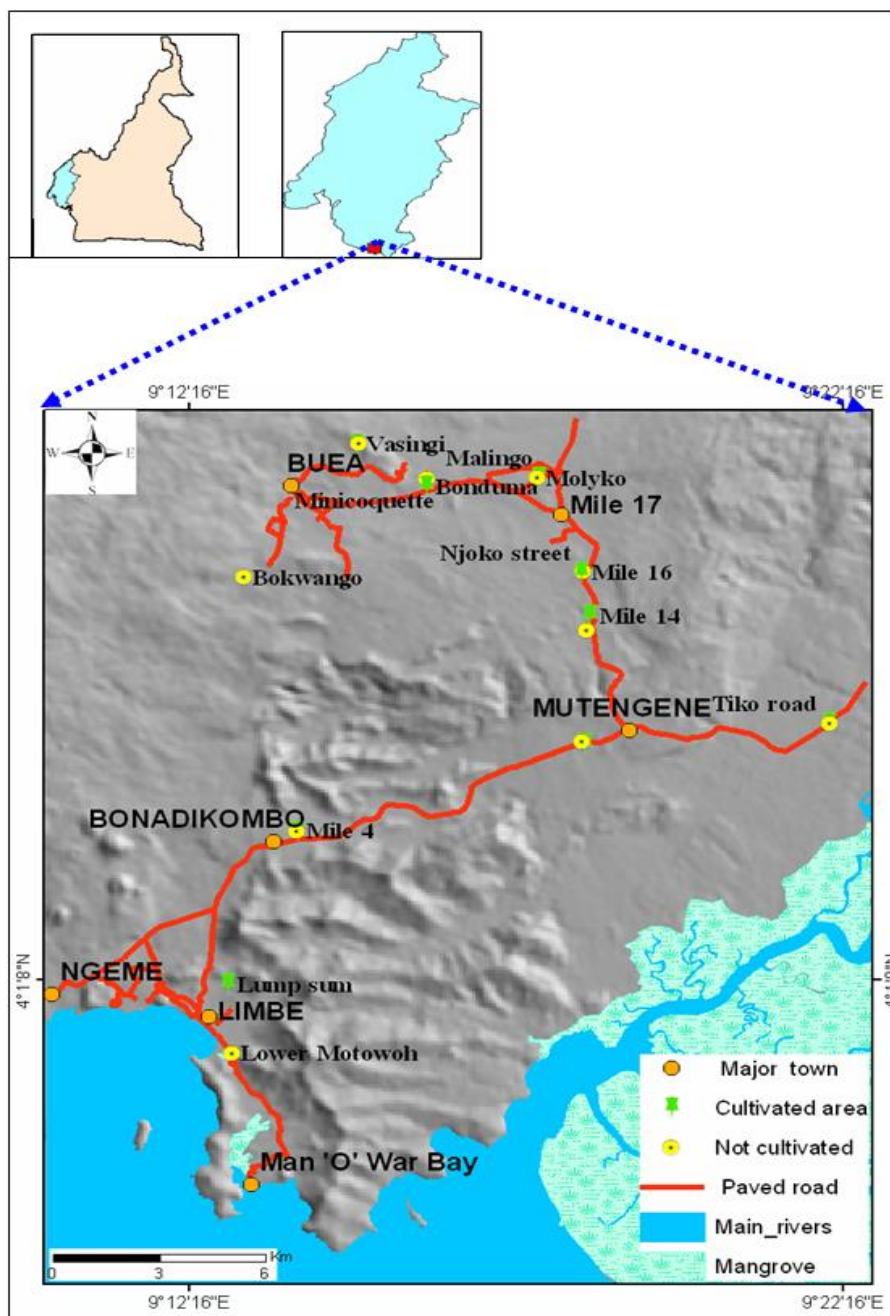 9°12'16"E
9°22'16"E
N
W
E
S
Vasingi
BUEA
Malingo
Molyko
Minicoquette
Bonduma
Mile 17
Njoko street
Bokwango
Mile 16
Mile 14
MUTENGENE
Tiko road
BONADIKOMBO
Mile 4
4°1'8"N
4°1'8"N
NGEME
Lump sum
LIMBE
Lower Motowoh
Man 'O' War Bay
Major town
Cultivated area
Not cultivated
Paved road
Main_rivers
Mangrove
Km
0 3 6
9°12'16"E
9°22'16"E